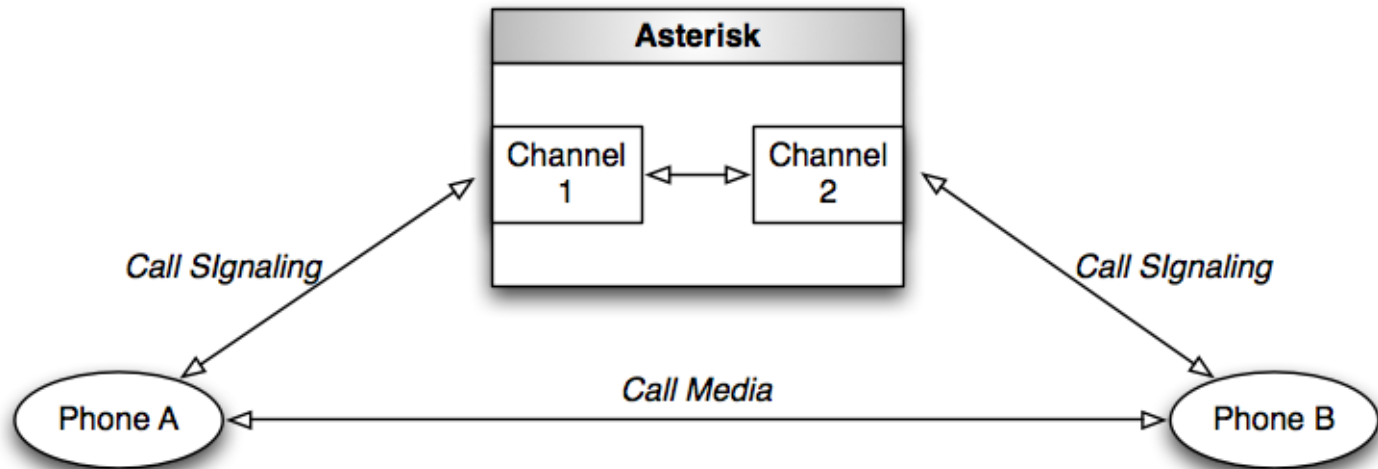 Asterisk
Channel
1
Channel
2
Call SIgnaling
Call SIgnaling
Call Media
Phone A
Phone B